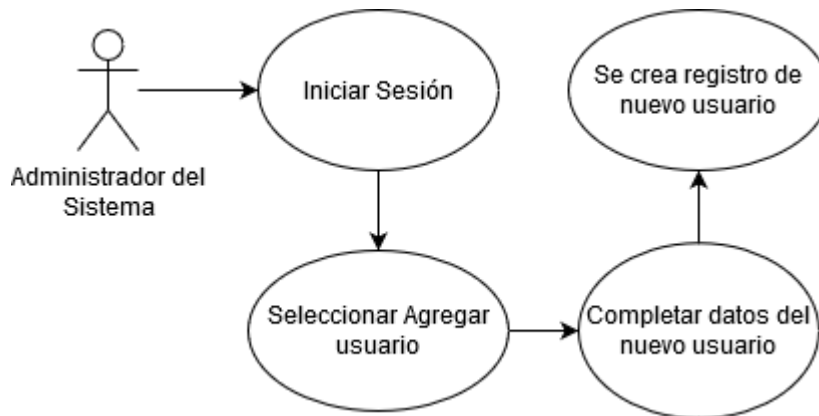 Iniciar Sesión
Se crea registro de
nuevo usuario
Administrador del
Sistema
Seleccionar Agregar
usuario
Completar datos del
nuevo usuario